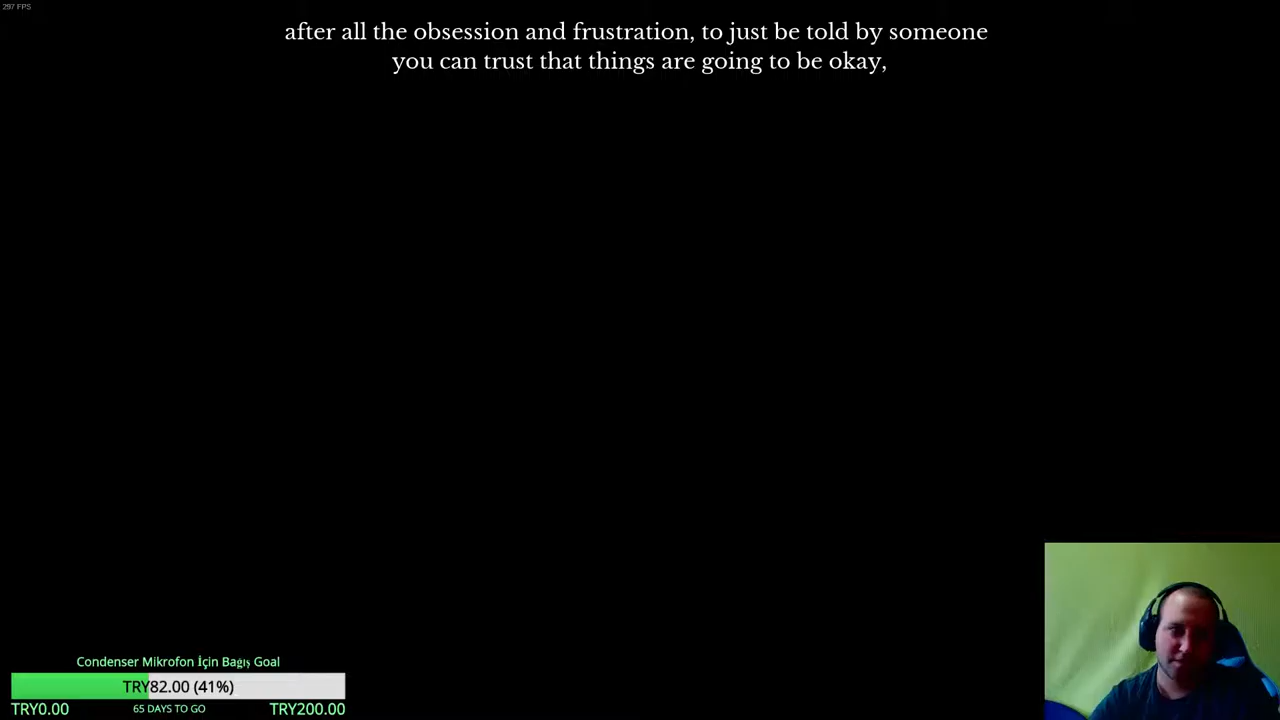 297 FPS
after all the obsession and frustration, to just be told by someone
you can trust that things are going to be okay,
Condenser Mikrofon İçin Bağış Goal
TRY82.00 (41%)
TRY0.00
65 DAYS TO GO
TRY200.00